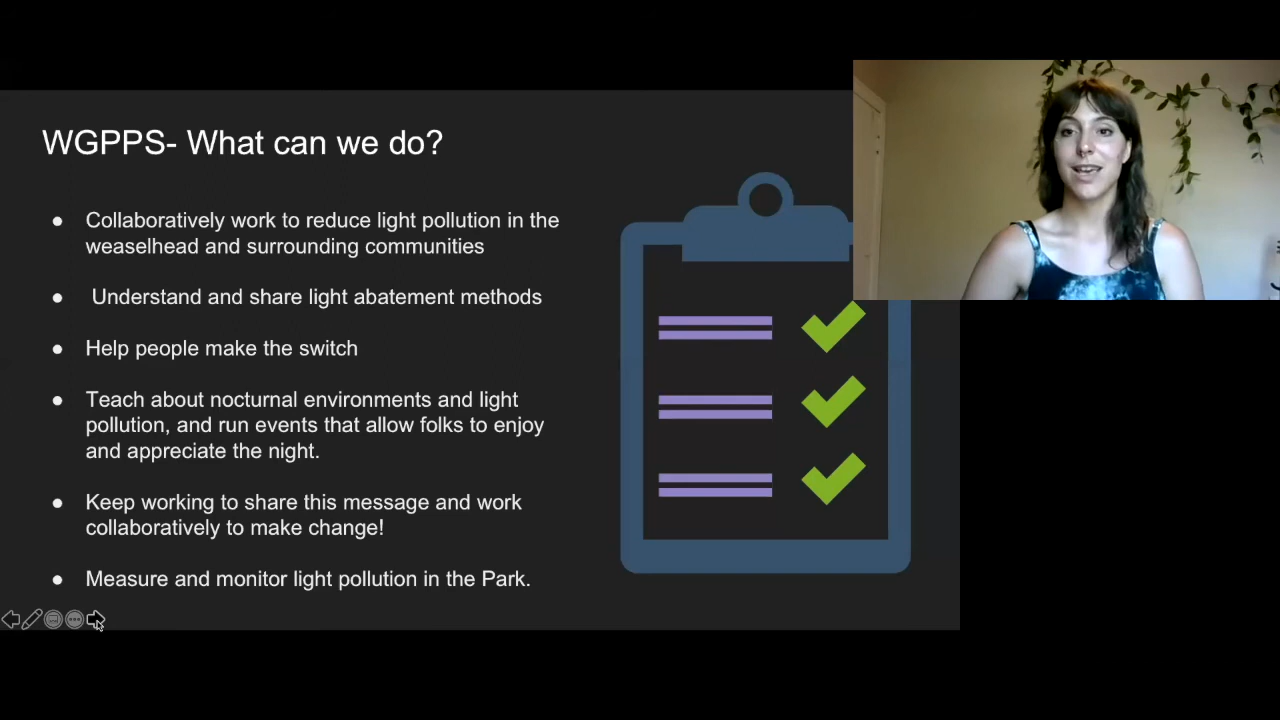 WGPPS- What can we do?
● Collaboratively work to reduce light pollution in the
weaselhead and surrounding communities
● Understand and share light abatement methods
● Help people make the switch
● Teach about nocturnal environments and light
pollution, and run events that allow folks to enjoy
and appreciate the night.
● Keep working to share this message and work
collaboratively to make change!
● Measure and monitor light pollution in the Park.